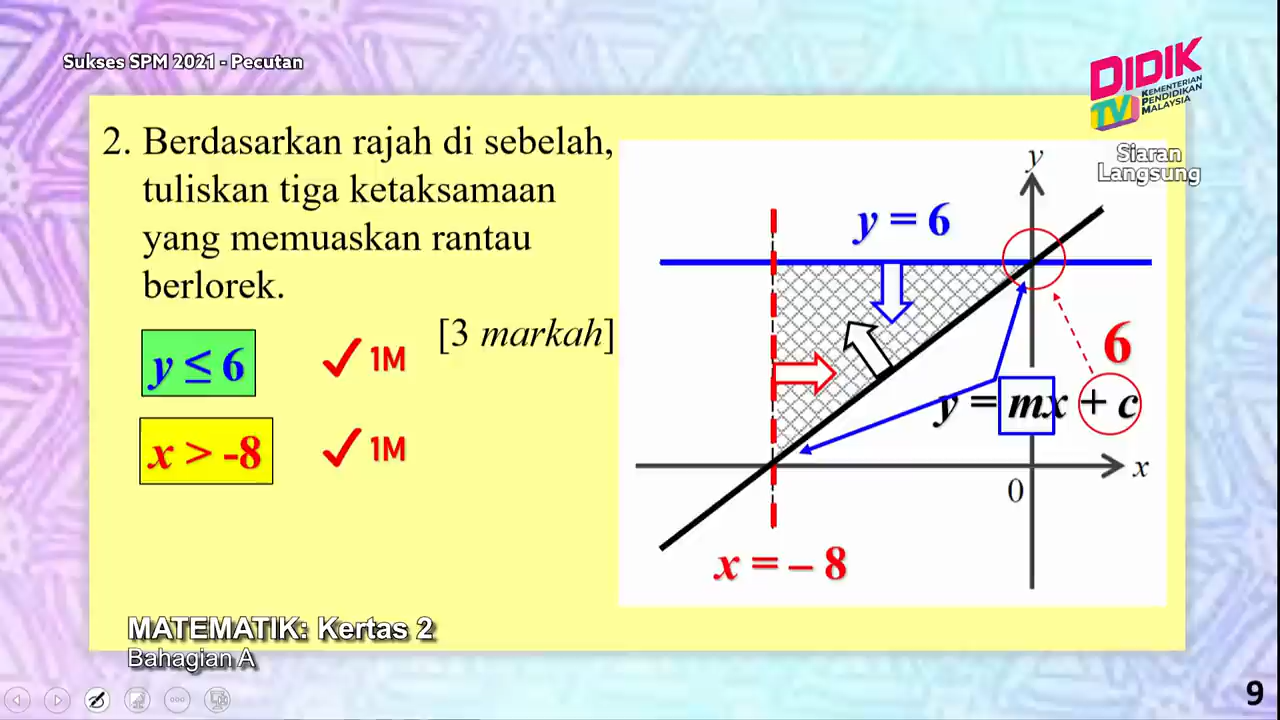 Sukses SPM 2021 - Pecutan
DIDIK
TV
KEMENTERIAN
PENDIDIKAN
MALAYSIA
Siaran
Langsung
2. Berdasarkan rajah di sebelah,
tuliskan tiga ketaksamaan
yang memuaskan rantau
berlorek.
[3 markah]
y ≤ 6
1M
x > -8
1M
y
y = 6
6
y = mx + c
x
0
x = – 8
MATEMATIK: Kertas 2
Bahagian A
9